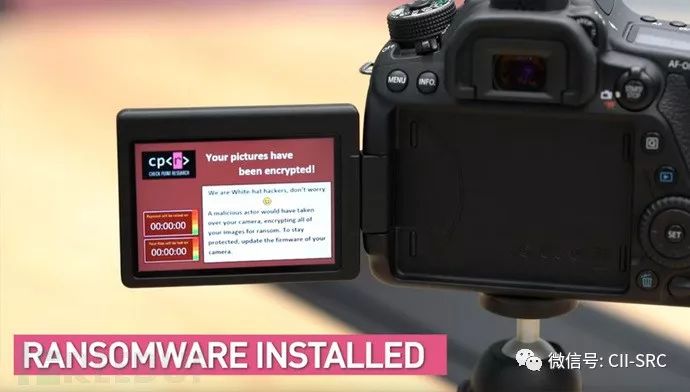 MENU
INFO.
AF-ON
START
STOP
Q
SET
cp<r>
CHECK POINT RESEARCH
Your pictures have
been encrypted!
We are White hat hackers, don't worry
A malicious actor would have taken
over your camera, encrypting all of
your images for ransom. To stay
protected, update the firmware of your
camera.
00:00:00
00:00:00
RANSOMWARE INSTALLED
微信号: CII-SRC